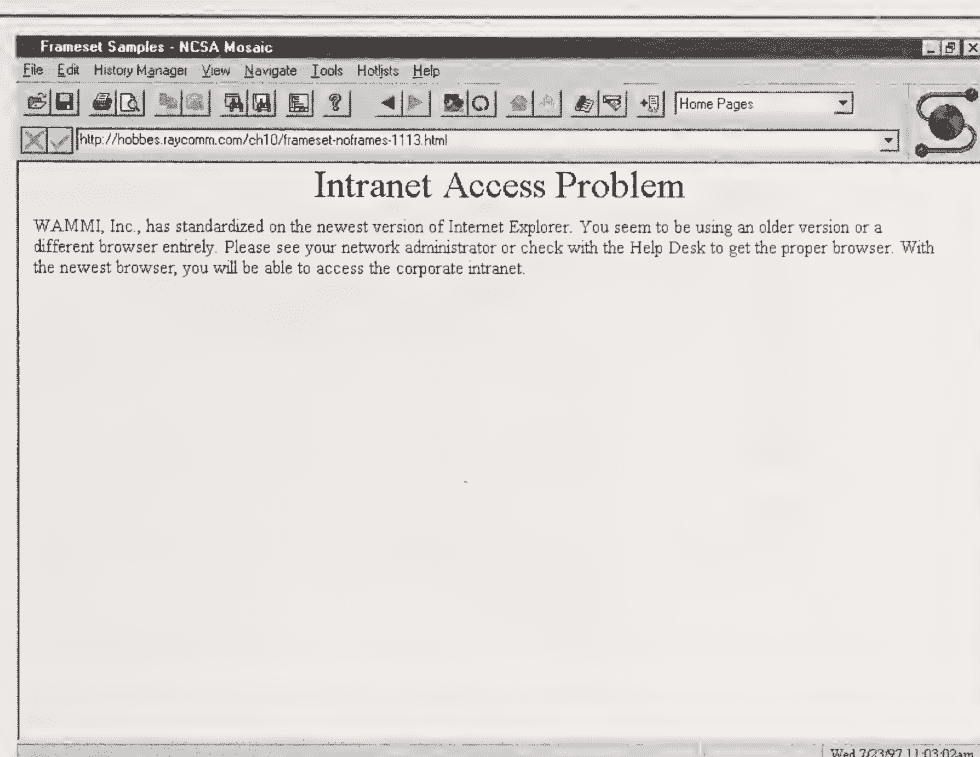 Frameset Samples - NCSA Mosaic
File Edit History Manager View Navigate Tools Hotlists Help
Home Pages
http://hobbes.raycomm.com/ch10/frameset-noframes-1113.html
Intranet Access Problem
WAMMI, Inc., has standardized on the newest version of Internet Explorer. You seem to be using an older version or a
different browser entirely. Please see your network administrator or check with the Help Desk to get the proper browser. With
the newest browser, you will be able to access the corporate intranet.
Wed 7/23/97 11:03:02am